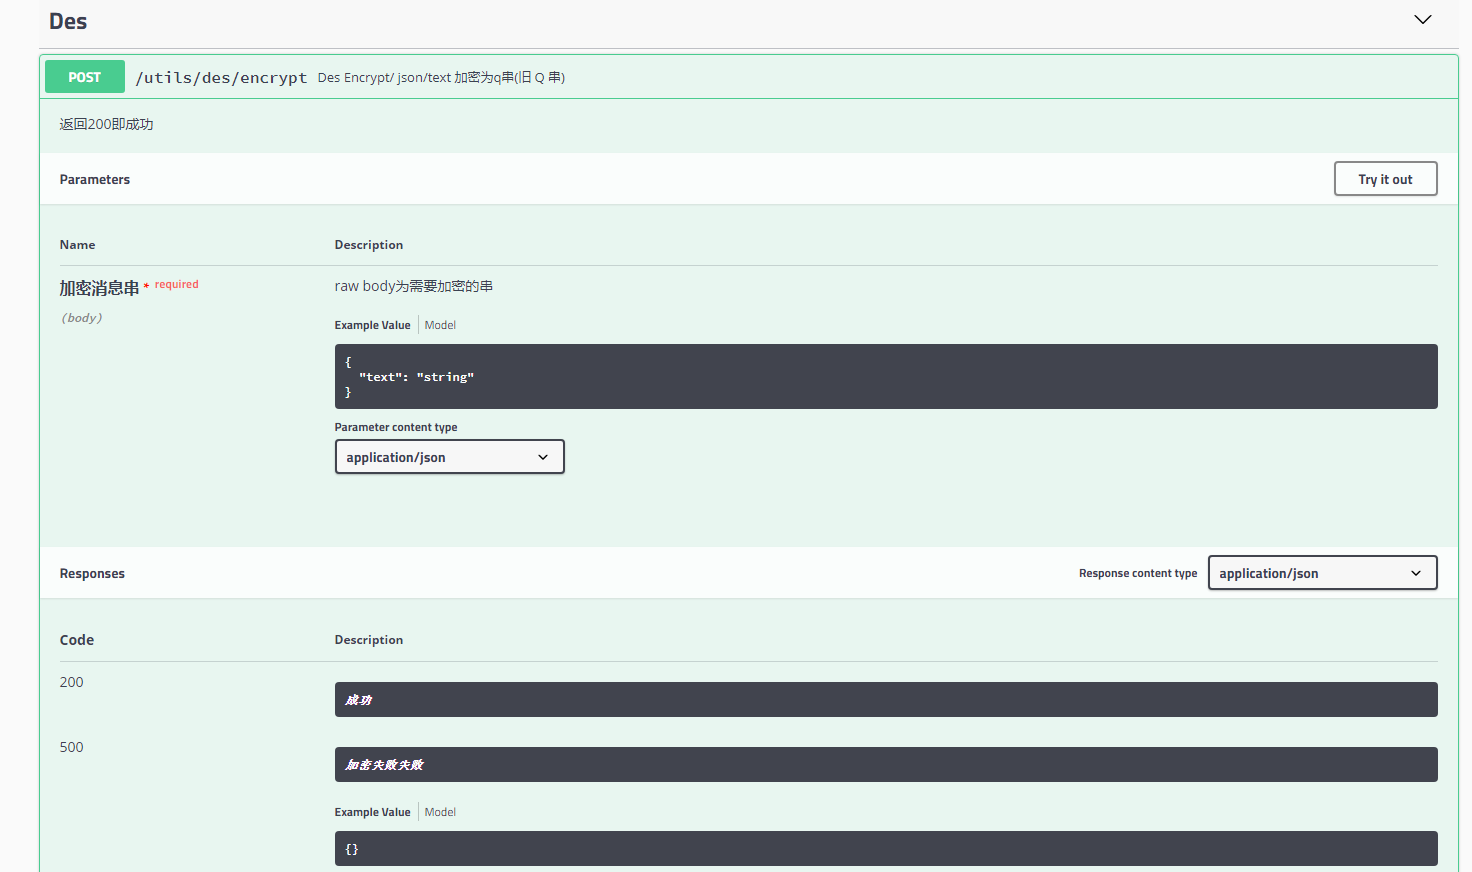 Des
POST /utils/des/encrypt Des Encrypt/ json/text 加密为q串(旧 Q 串)
返回200即成功
Parameters Try it out
Name Description
加密消息串 * required raw body为需要加密的串
(body)
Example Value Model
{
"text": "string"
}
Parameter content type
application/json
Responses Response content type application/json
Code Description
200
成功
500
加密失败失败
Example Value Model
{}